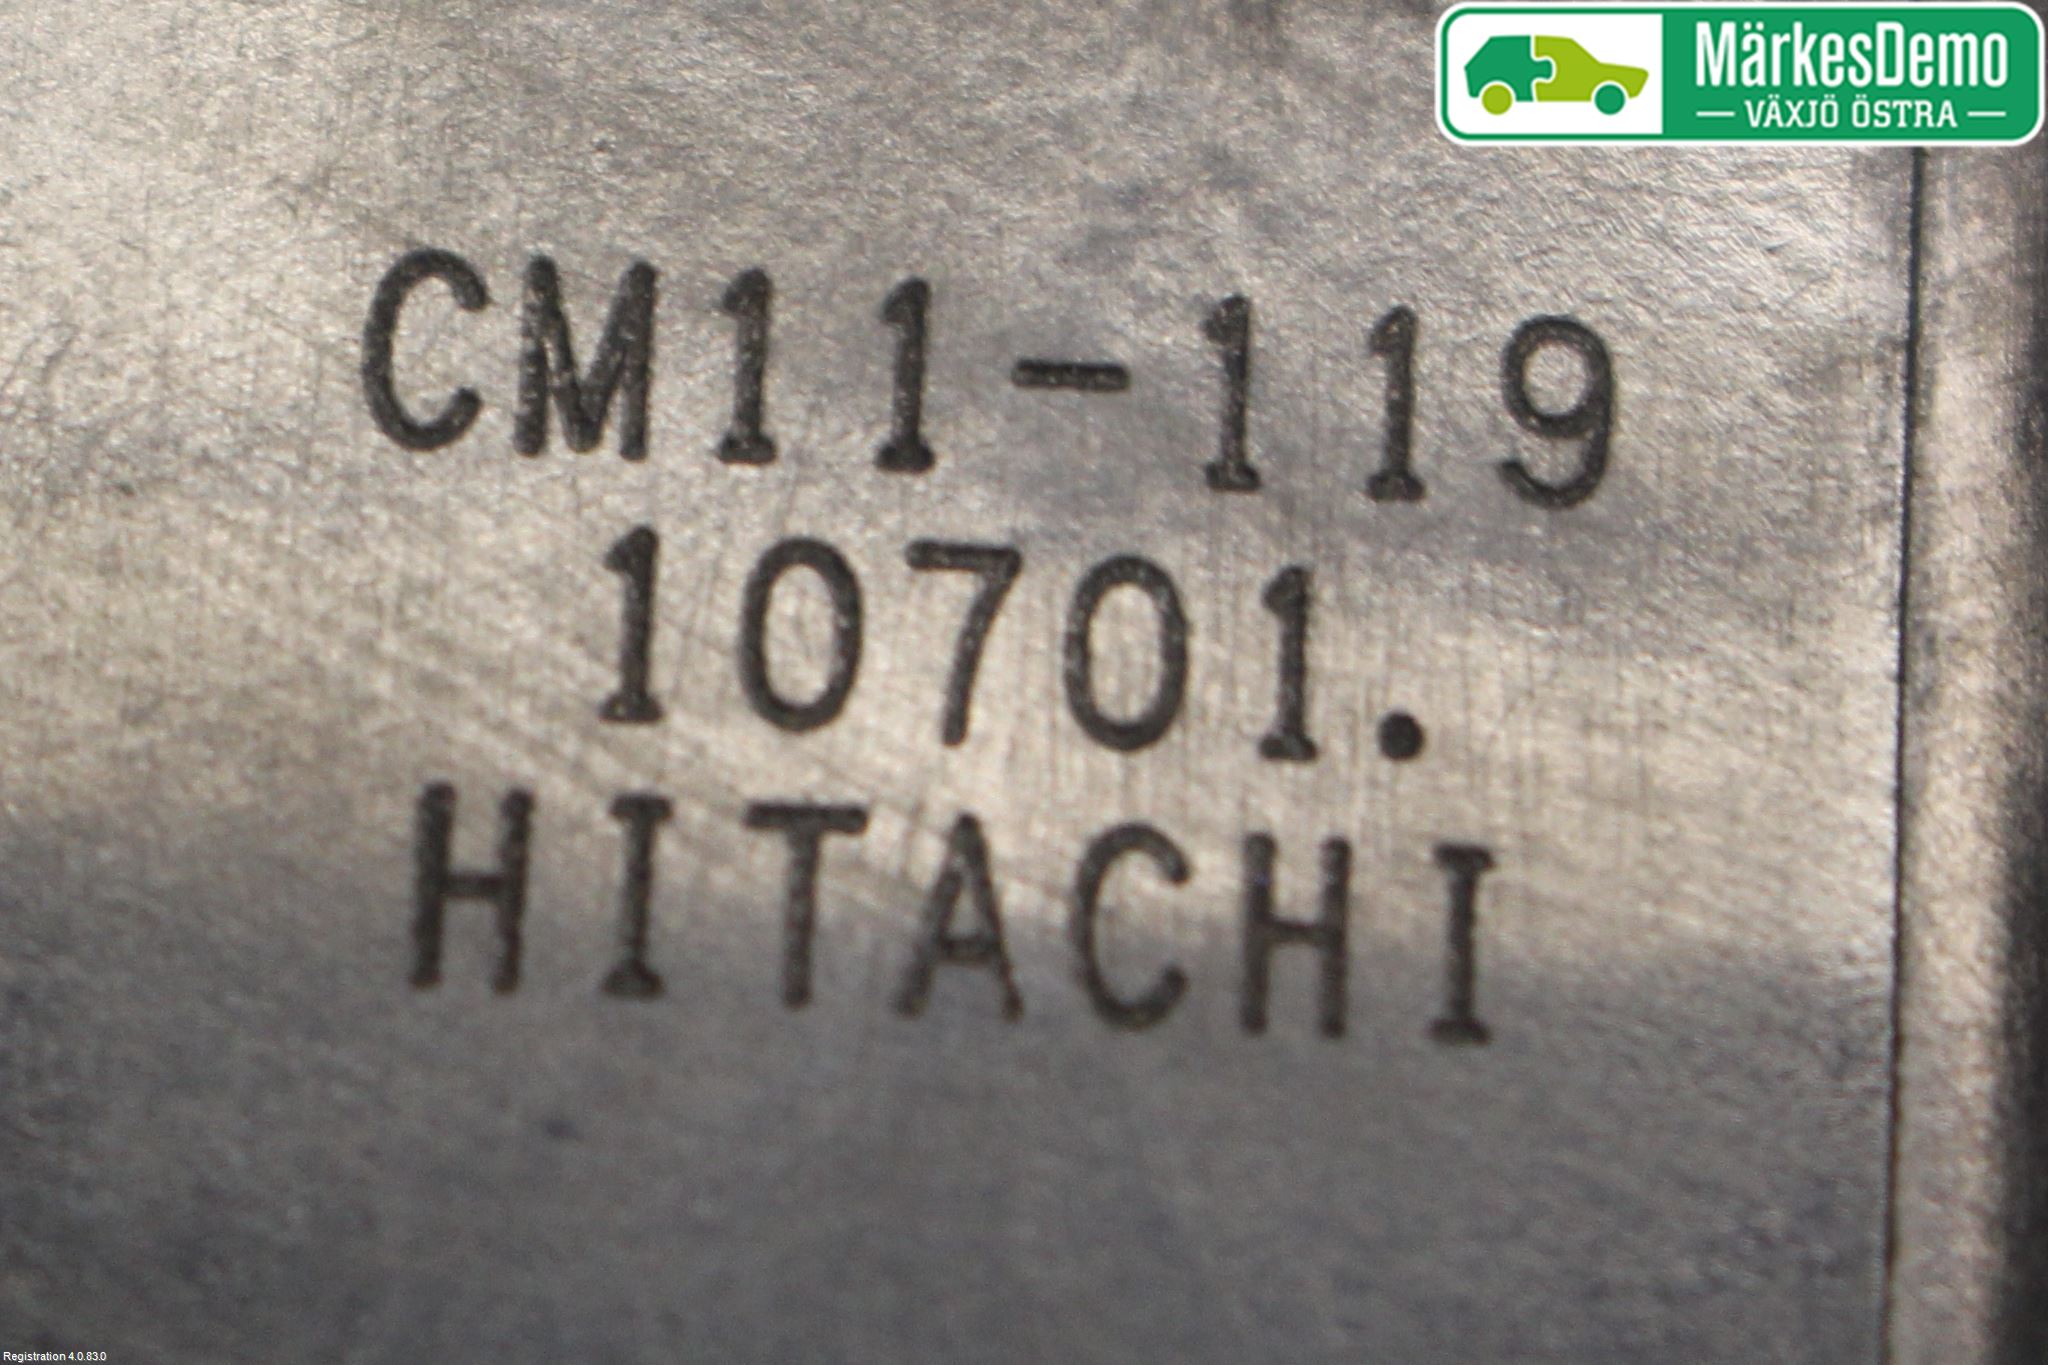 MärkesDemo
VÄXJÖ ÖSTRA
CM11-119
10701.
HITACHI
Registration 4.0.83.0